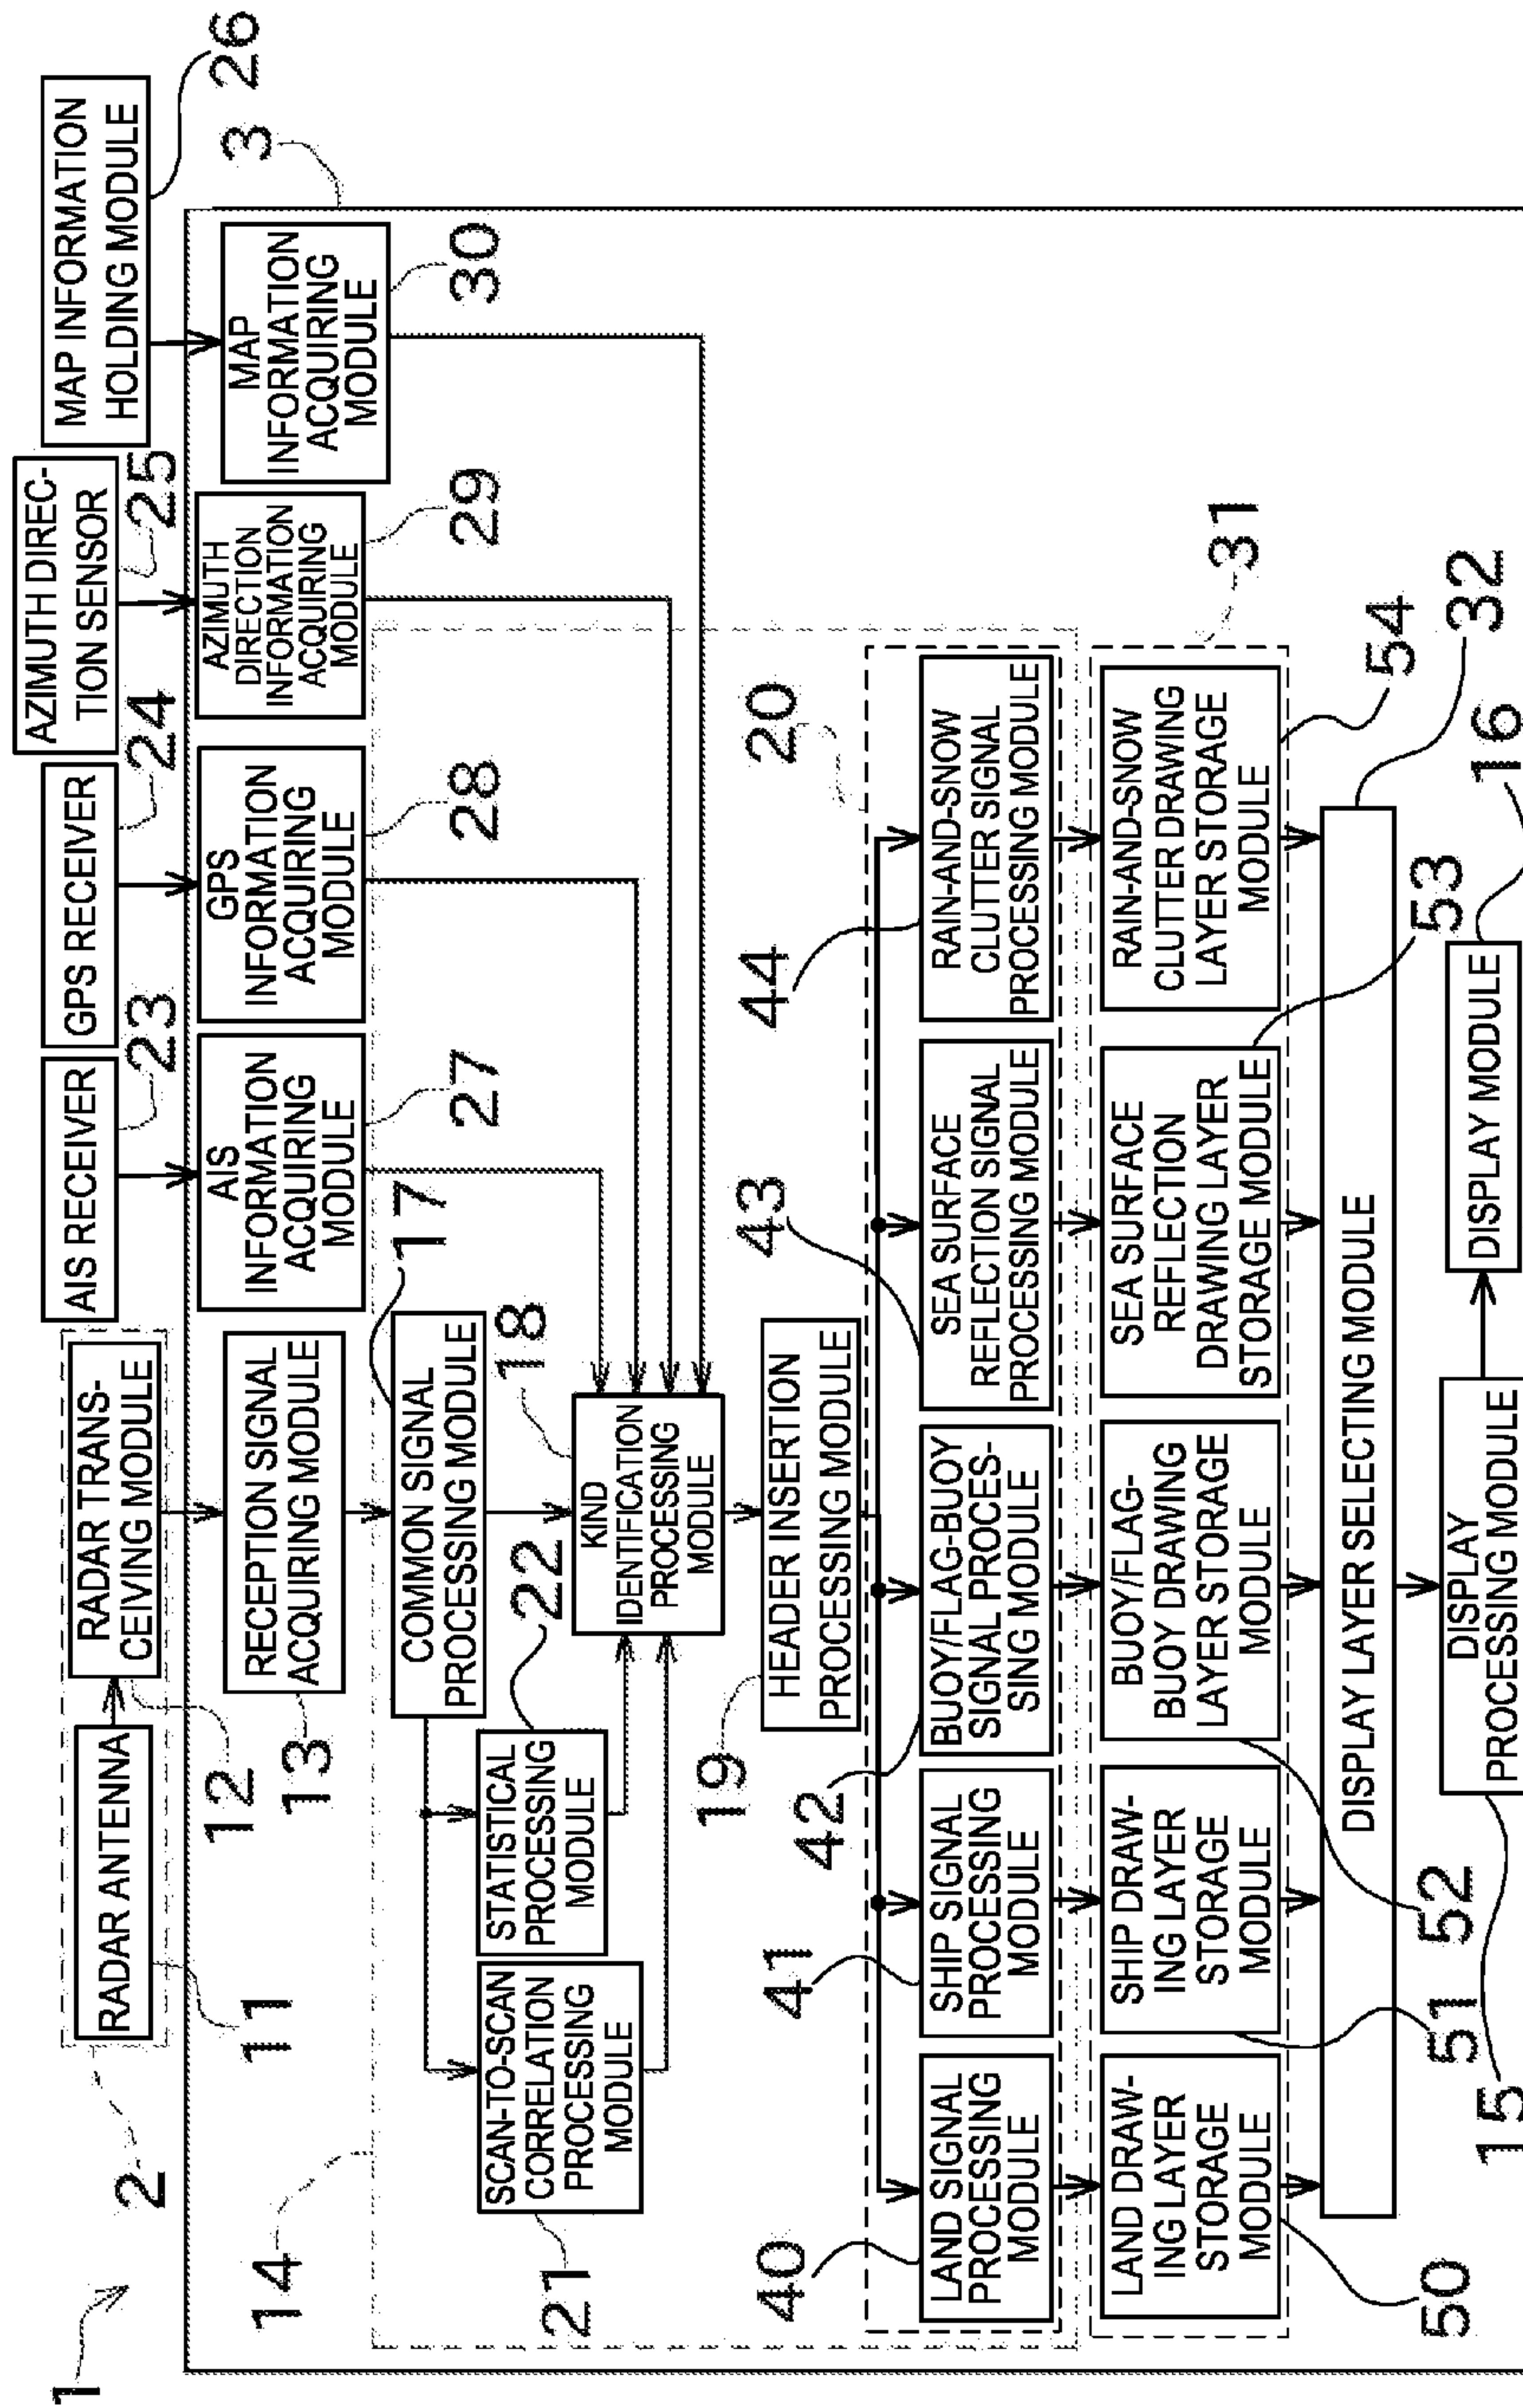 1
2
RADAR ANTENNA
11
RADAR TRANS-
CEIVING MODULE
12
AIS RECEIVER
23
GPS RECEIVER
24
AZIMUTH DIREC-
TION SENSOR
25
MAP INFORMATION
HOLDING MODULE
26
3
RECEPTION SIGNAL
ACQUIRING MODULE
13
AIS
INFORMATION
ACQUIRING
MODULE
27
GPS
INFORMATION
ACQUIRING
MODULE
28
AZIMUTH
DIRECTION
INFORMATION
ACQUIRING
MODULE
29
MAP
INFORMATION
ACQUIRING
MODULE
30
14
COMMON SIGNAL
PROCESSING MODULE
17
SCAN-TO-SCAN
CORRELATION
PROCESSING
MODULE
21
STATISTICAL
PROCESSING
MODULE
22
KIND
IDENTIFICATION
PROCESSING
MODULE
18
HEADER INSERTION
PROCESSING MODULE
19
20
LAND SIGNAL
PROCESSING
MODULE
40
SHIP SIGNAL
PROCESSING
MODULE
41
BUOY/FLAG-BUOY
SIGNAL PROCES-
SING MODULE
42
SEA SURFACE
REFLECTION SIGNAL
PROCESSING MODULE
43
RAIN-AND-SNOW
CLUTTER SIGNAL
PROCESSING MODULE
44
31
LAND DRAW-
ING LAYER
STORAGE
MODULE
50
SHIP DRAW-
ING LAYER
STORAGE
MODULE
51
BUOY/FLAG-
BUOY DRAWING
LAYER STORAGE
MODULE
52
SEA SURFACE
REFLECTION
DRAWING LAYER
STORAGE MODULE
53
RAIN-AND-SNOW
CLUTTER DRAWING
LAYER STORAGE
MODULE
54
DISPLAY LAYER SELECTING MODULE
32
DISPLAY
PROCESSING MODULE
15
DISPLAY MODULE
16